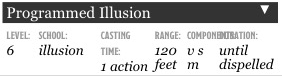 Programmed Illusion ▼
LEVEL: SCHOOL: CASTING TIME: RANGE: COMPONENTS: DURATION:
6 illusion 1 action 120 feet v s m until dispelled